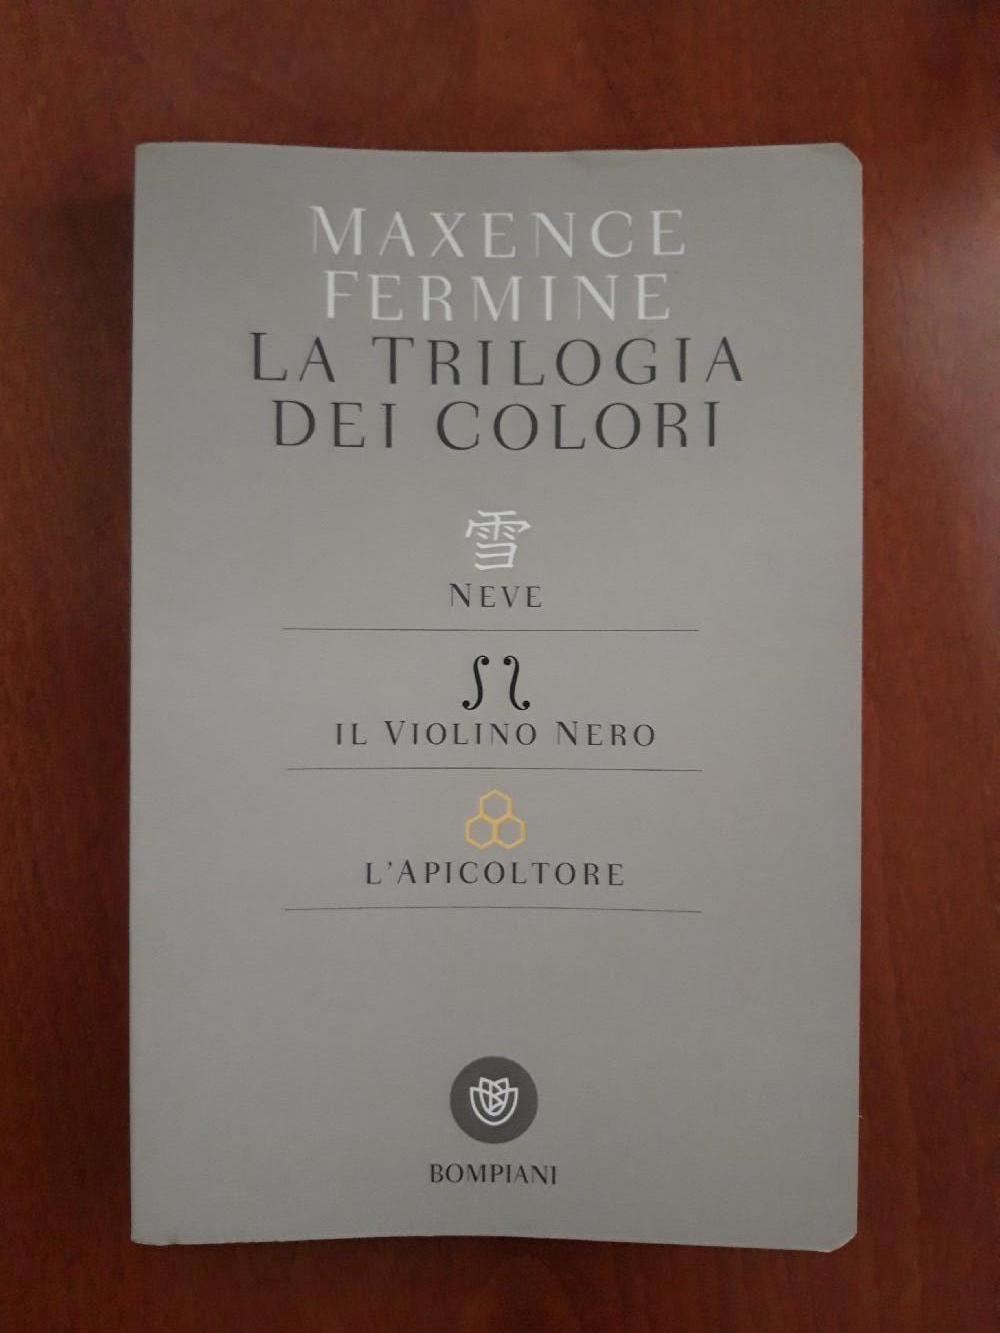 MAXENCE
FERMINE
LA TRILOGIA
DEI COLORI
雪
NEVE
IL VIOLINO NERO
L'APICOLTORE
BOMPIANI